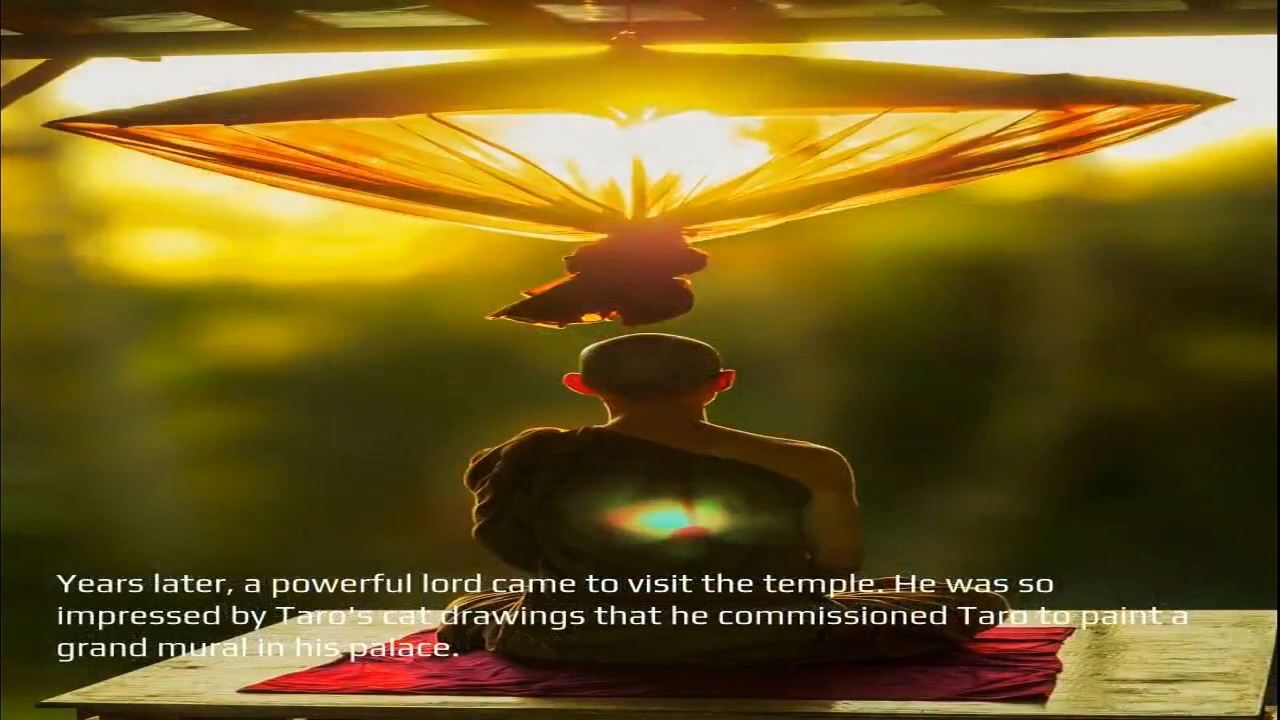 Years later, a powerful lord came to visit the temple. He was so
impressed by Taro's cat drawings that he commissioned Taro to paint a
grand mural in his palace.